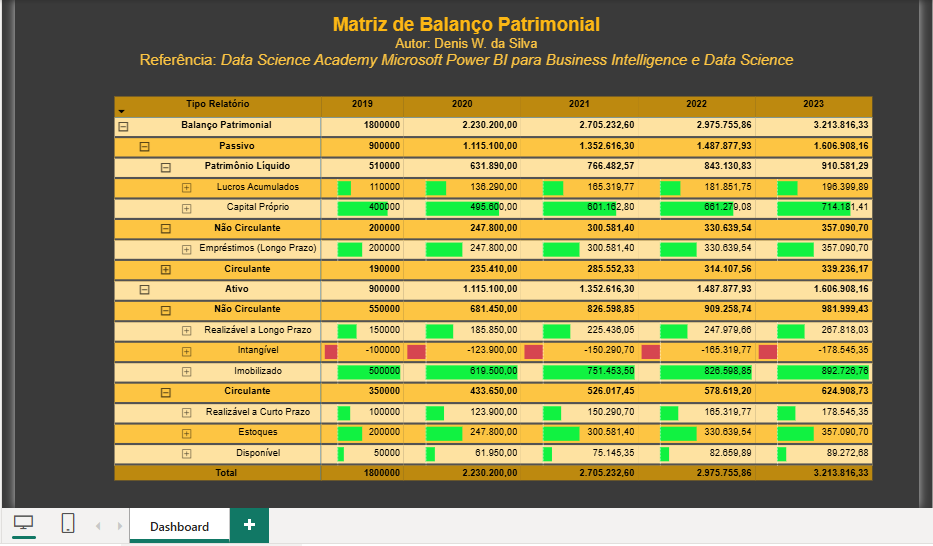 Matriz de Balanço Patrimonial
Autor: Denis W. da Silva
Referência: Data Science Academy Microsoft Power BI para Business Intelligence e Data Science
Tipo Relatório 2019 2020 2021 2022 2023
Balanço Patrimonial 1800000 2.230.200,00 2.705.232,60 2.975.755,86 3.213.816,33
Passivo 900000 1.115.100,00 1.352.616,30 1.487.877,93 1.606.908,16
Patrimônio Líquido 510000 631.890,00 766.482,57 843.130,83 910.581,29
Lucros Acumulados 110000 136.290,00 165.319,77 181.851,75 196.399,89
Capital Próprio 400000 495.600,00 601.162,80 661.279,08 714.181,41
Não Circulante 200000 247.800,00 300.581,40 330.639,54 357.090,70
Empréstimos (Longo Prazo) 200000 247.800,00 300.581,40 330.639,54 357.090,70
Circulante 190000 235.410,00 285.552,33 314.107,56 339.236,17
Ativo 900000 1.115.100,00 1.352.616,30 1.487.877,93 1.606.908,16
Não Circulante 550000 681.450,00 826.598,85 909.258,74 981.999,43
Realizável a Longo Prazo 150000 185.850,00 225.436,05 247.979,66 267.818,03
Intangível -100000 -123.900,00 -150.290,70 -165.319,77 -178.545,35
Imobilizado 500000 619.500,00 751.453,50 826.598,85 892.726,76
Circulante 350000 433.650,00 526.017,45 578.619,20 624.908,73
Realizável a Curto Prazo 100000 123.900,00 150.290,70 165.319,77 178.545,35
Estoques 200000 247.800,00 300.581,40 330.639,54 357.090,70
Disponível 50000 61.950,00 75.145,35 82.659,89 89.272,68
Total 1800000 2.230.200,00 2.705.232,60 2.975.755,86 3.213.816,33
Dashboard